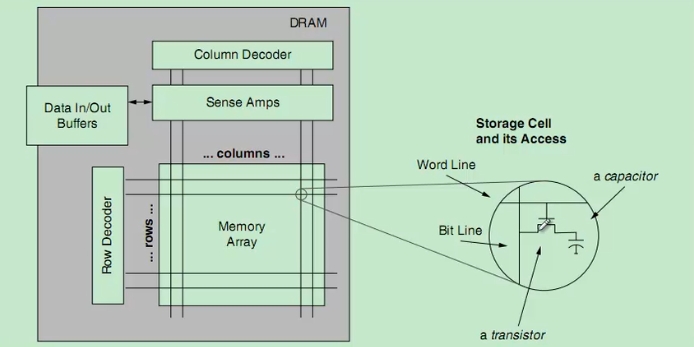 DRAM
Column Decoder
Data In/Out
Buffers
Sense Amps
... columns ...
Row Decoder
... rows ...
Memory
Array
Storage Cell
and its Access
Word Line
a capacitor
Bit Line
a transistor